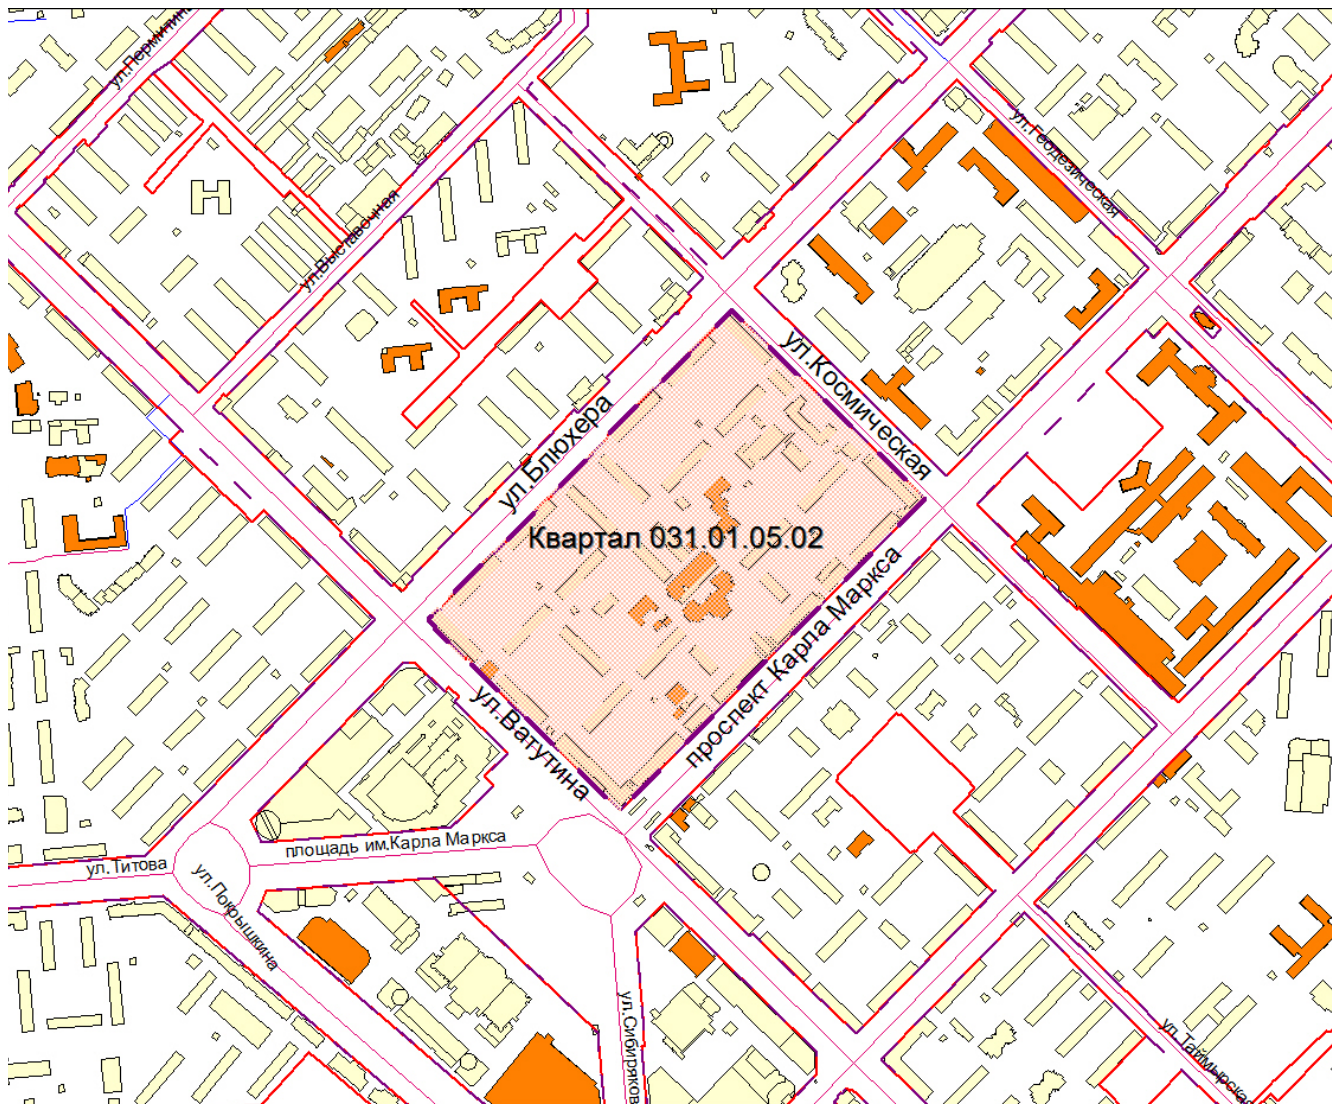 ул.Пермитина
ул.Геодезическая
ул.Выставочная
ул.Космическая
ул.Блюхера
Квартал 031.01.05.02
проспект Карла Маркса
ул.Ватутина
площадь им.Карла Маркса
ул.Титова
ул.Покрышкина
ул.Сибиряков
ул.Таймырская